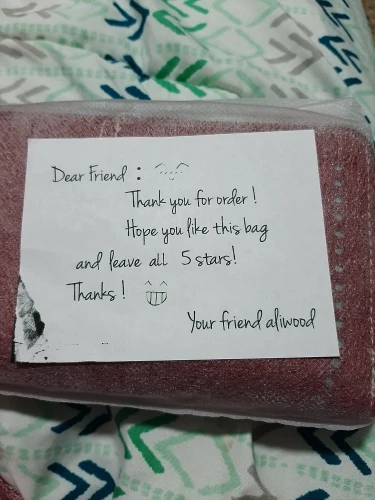 Dear Friend :
Thank you for order !
Hope you like this bag
and leave all 5 stars!
Thanks !
Your friend aliwood